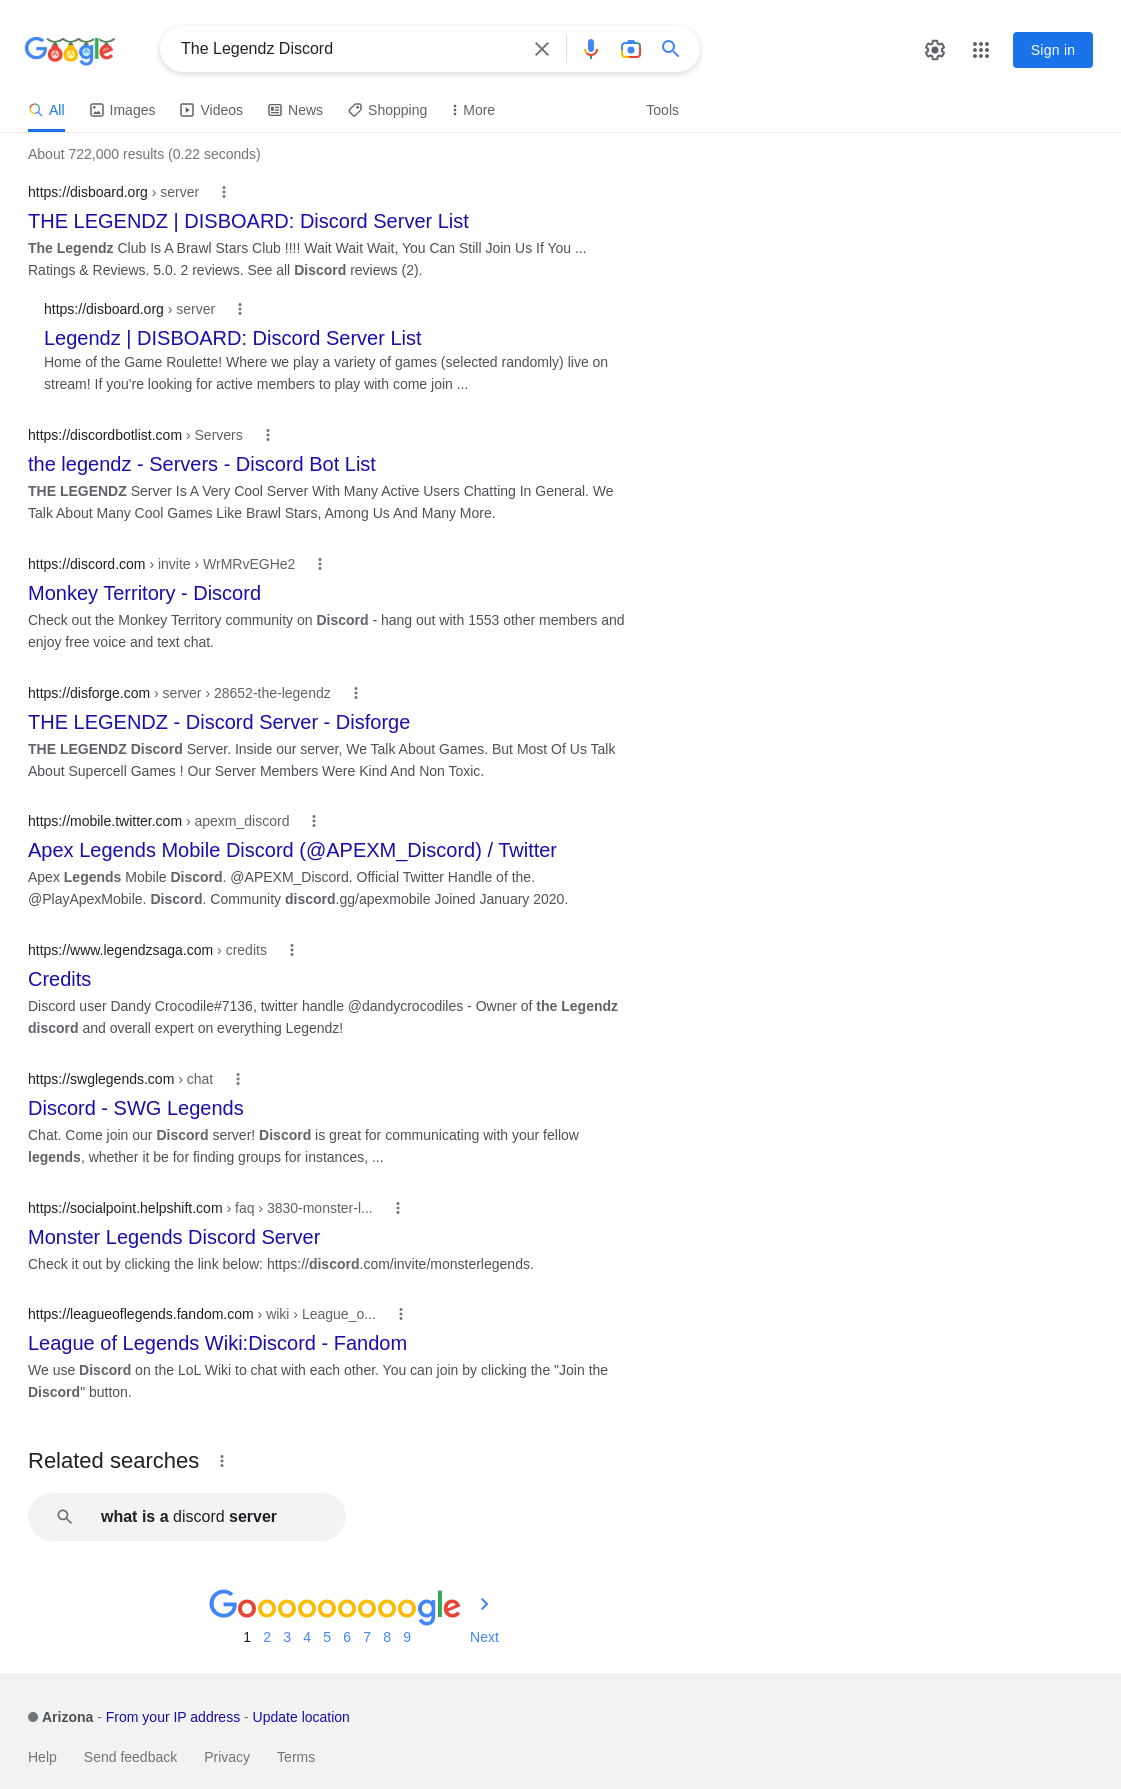 Google
The Legendz Discord
Sign in
All Images Videos News Shopping More Tools
About 722,000 results (0.22 seconds)
https://disboard.org › server
THE LEGENDZ | DISBOARD: Discord Server List
The Legendz Club Is A Brawl Stars Club !!!! Wait Wait Wait, You Can Still Join Us If You ...
Ratings & Reviews. 5.0. 2 reviews. See all Discord reviews (2).
https://disboard.org › server
Legendz | DISBOARD: Discord Server List
Home of the Game Roulette! Where we play a variety of games (selected randomly) live on
stream! If you're looking for active members to play with come join ...
https://discordbotlist.com › Servers
the legendz - Servers - Discord Bot List
THE LEGENDZ Server Is A Very Cool Server With Many Active Users Chatting In General. We
Talk About Many Cool Games Like Brawl Stars, Among Us And Many More.
https://discord.com › invite › WrMRvEGHe2
Monkey Territory - Discord
Check out the Monkey Territory community on Discord - hang out with 1553 other members and
enjoy free voice and text chat.
https://disforge.com › server › 28652-the-legendz
THE LEGENDZ - Discord Server - Disforge
THE LEGENDZ Discord Server. Inside our server, We Talk About Games. But Most Of Us Talk
About Supercell Games ! Our Server Members Were Kind And Non Toxic.
https://mobile.twitter.com › apexm_discord
Apex Legends Mobile Discord (@APEXM_Discord) / Twitter
Apex Legends Mobile Discord. @APEXM_Discord. Official Twitter Handle of the.
@PlayApexMobile. Discord. Community discord.gg/apexmobile Joined January 2020.
https://www.legendzsaga.com › credits
Credits
Discord user Dandy Crocodile#7136, twitter handle @dandycrocodiles - Owner of the Legendz
discord and overall expert on everything Legendz!
https://swglegends.com › chat
Discord - SWG Legends
Chat. Come join our Discord server! Discord is great for communicating with your fellow
legends, whether it be for finding groups for instances, ...
https://socialpoint.helpshift.com › faq › 3830-monster-l...
Monster Legends Discord Server
Check it out by clicking the link below: https://discord.com/invite/monsterlegends.
https://leagueoflegends.fandom.com › wiki › League_o...
League of Legends Wiki:Discord - Fandom
We use Discord on the LoL Wiki to chat with each other. You can join by clicking the "Join the
Discord" button.
Related searches
what is a discord server
Gooooooooogle
1 2 3 4 5 6 7 8 9 Next
Arizona - From your IP address - Update location
Help Send feedback Privacy Terms